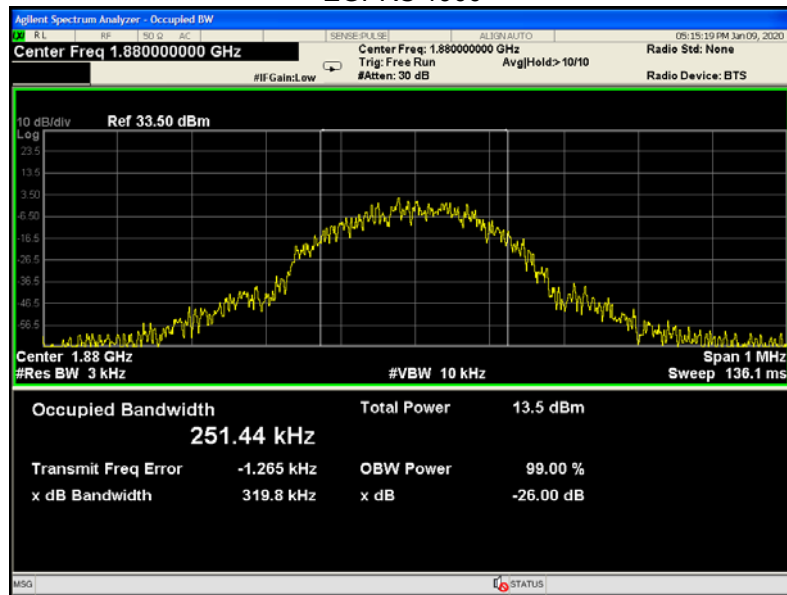 Agilent Spectrum Analyzer - Occupied BW
RL RF 50 Ω AC SENSE:PULSE ALIGN AUTO 05:15:19 PM Jan 09, 2020
Center Freq 1.880000000 GHz
Center Freq: 1.880000000 GHz Radio Std: None
Trig: Free Run Avg|Hold:> 10/10
#IFGain:Low #Atten: 30 dB Radio Device: BTS
10 dB/div Ref 33.50 dBm
Log
23.5
13.5
3.50
-6.50
-16.5
-26.5
-36.5
-46.5
-56.5
Center 1.88 GHz Span 1 MHz
#Res BW 3 kHz #VBW 10 kHz Sweep 136.1 ms
Occupied Bandwidth Total Power 13.5 dBm
251.44 kHz
Transmit Freq Error -1.265 kHz OBW Power 99.00 %
x dB Bandwidth 319.8 kHz x dB -26.00 dB
MSG STATUS